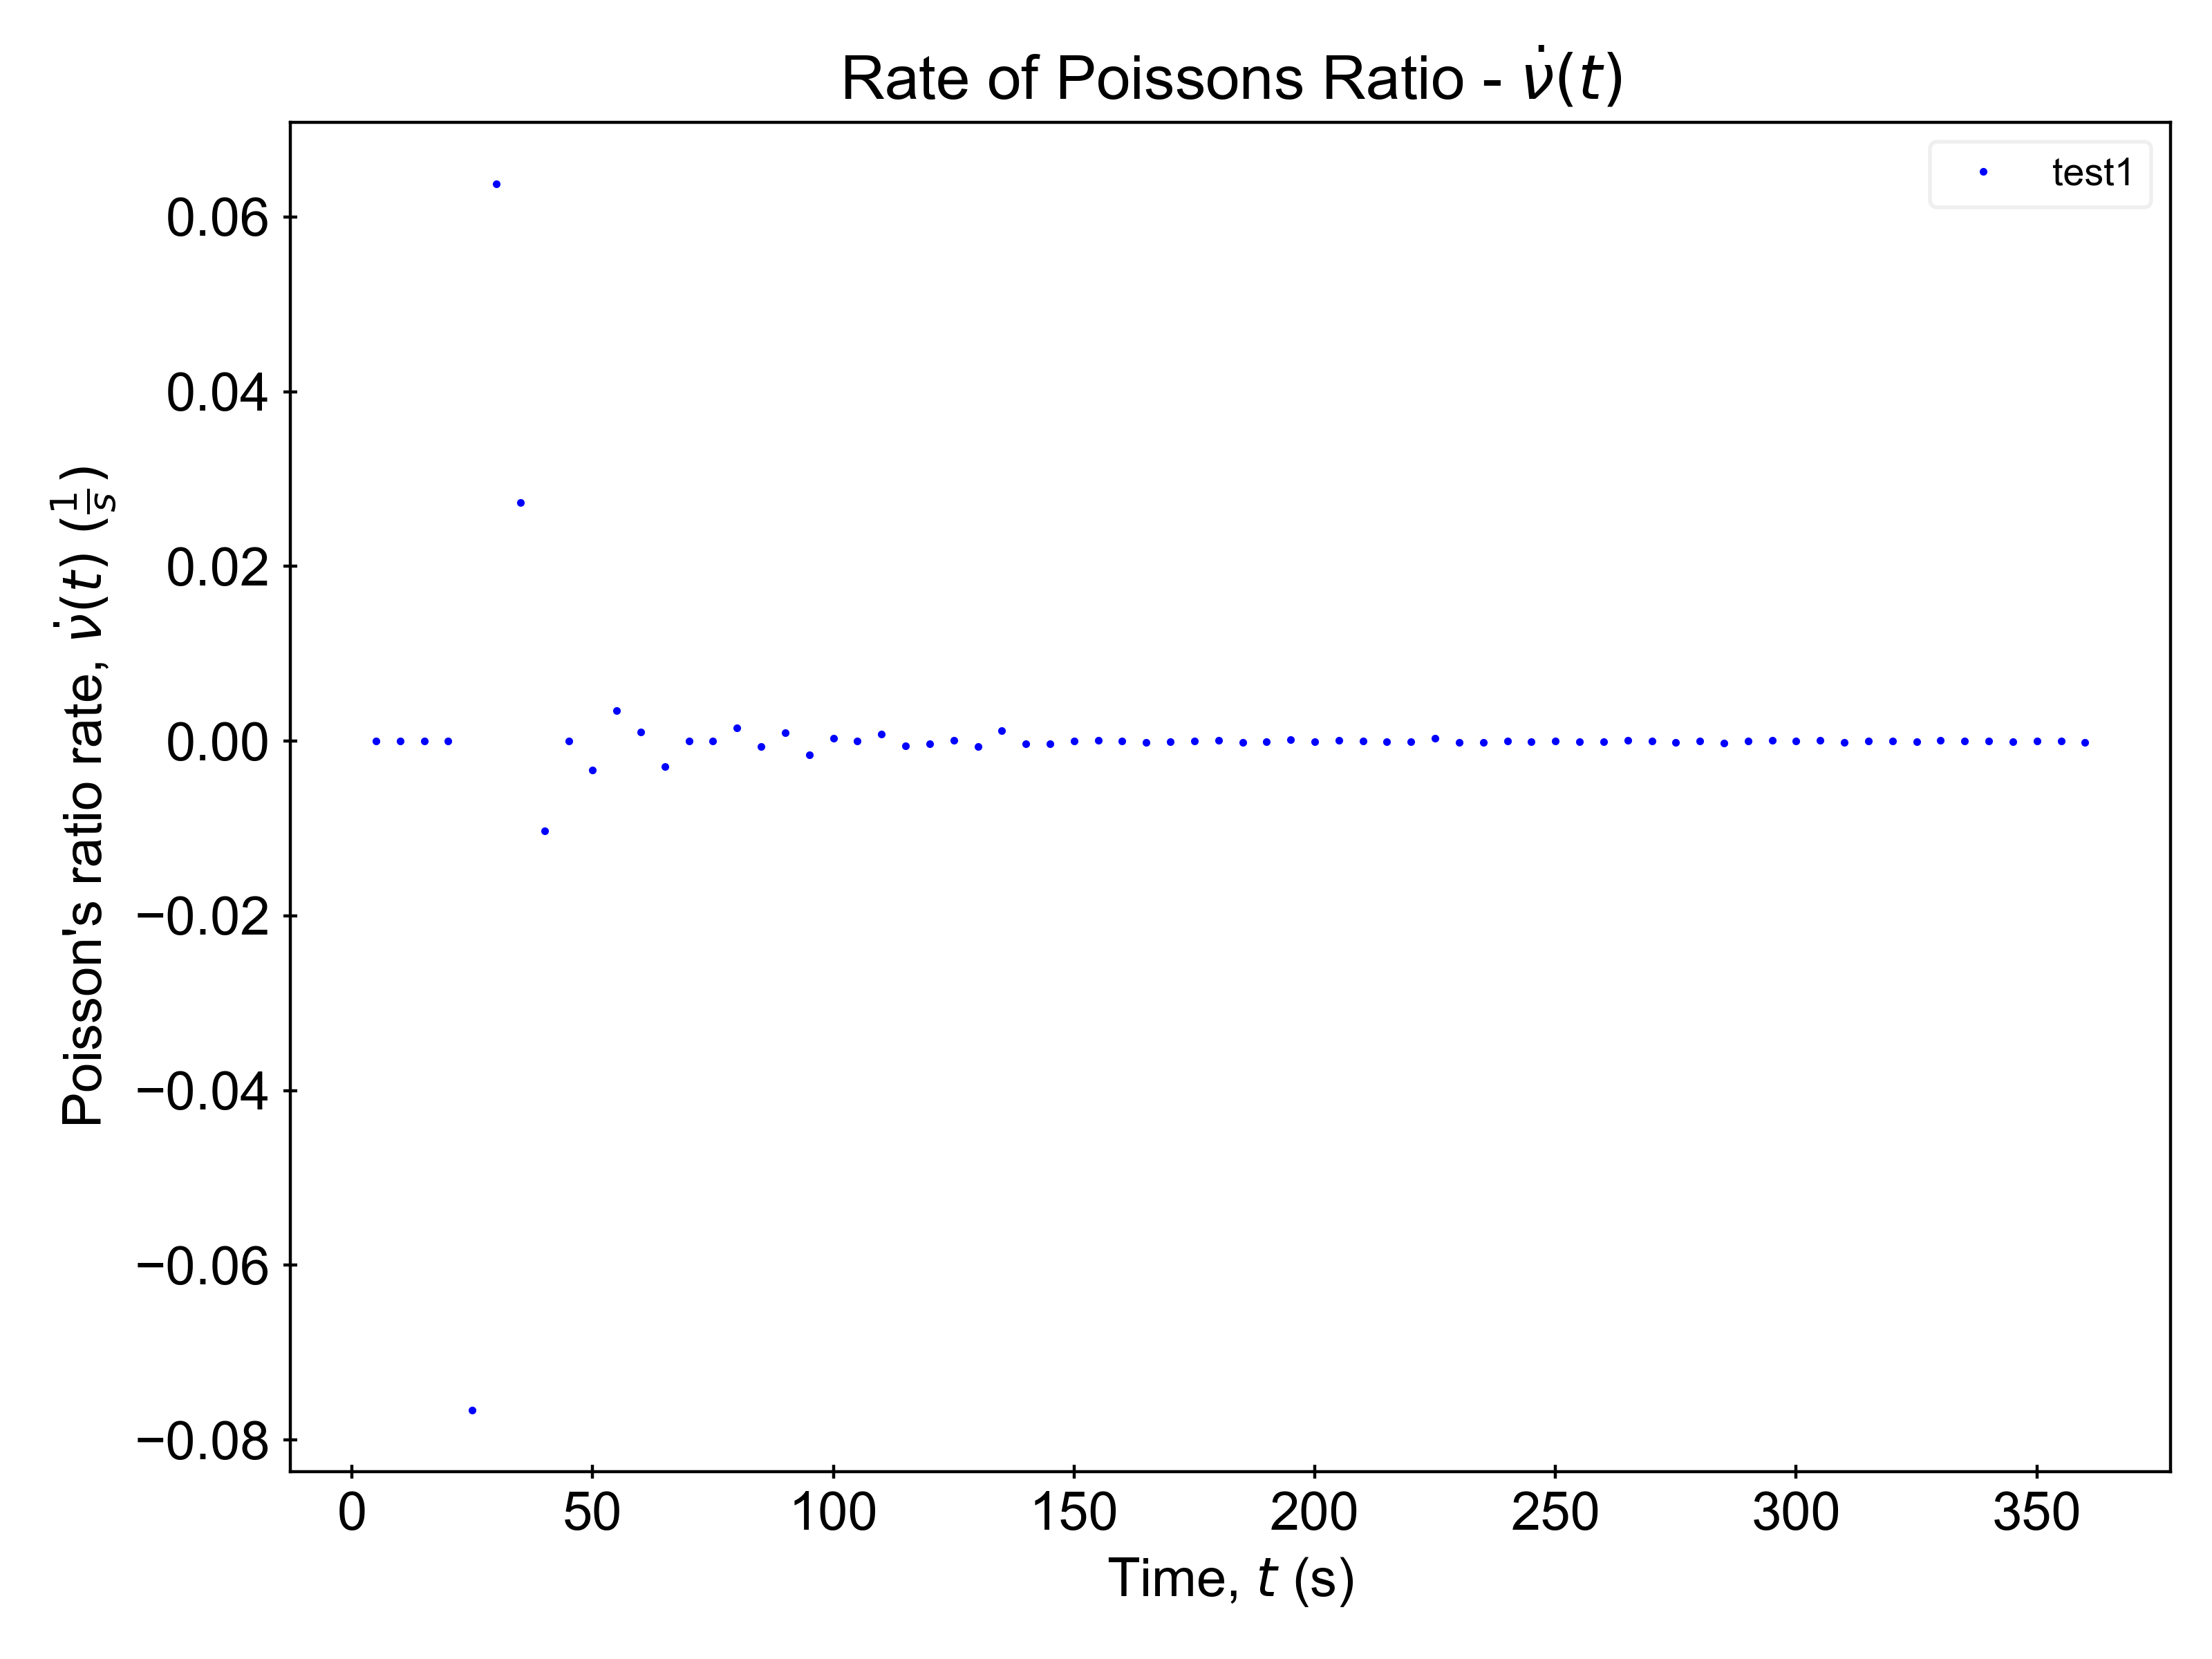 Rate of Poissons Ratio - ν̇(t)
test1
0.06
0.04
0.02
0.00
−0.02
−0.04
−0.06
−0.08
Poisson's ratio rate, ν̇(t) (1/s)
0 50 100 150 200 250 300 350
Time, t (s)